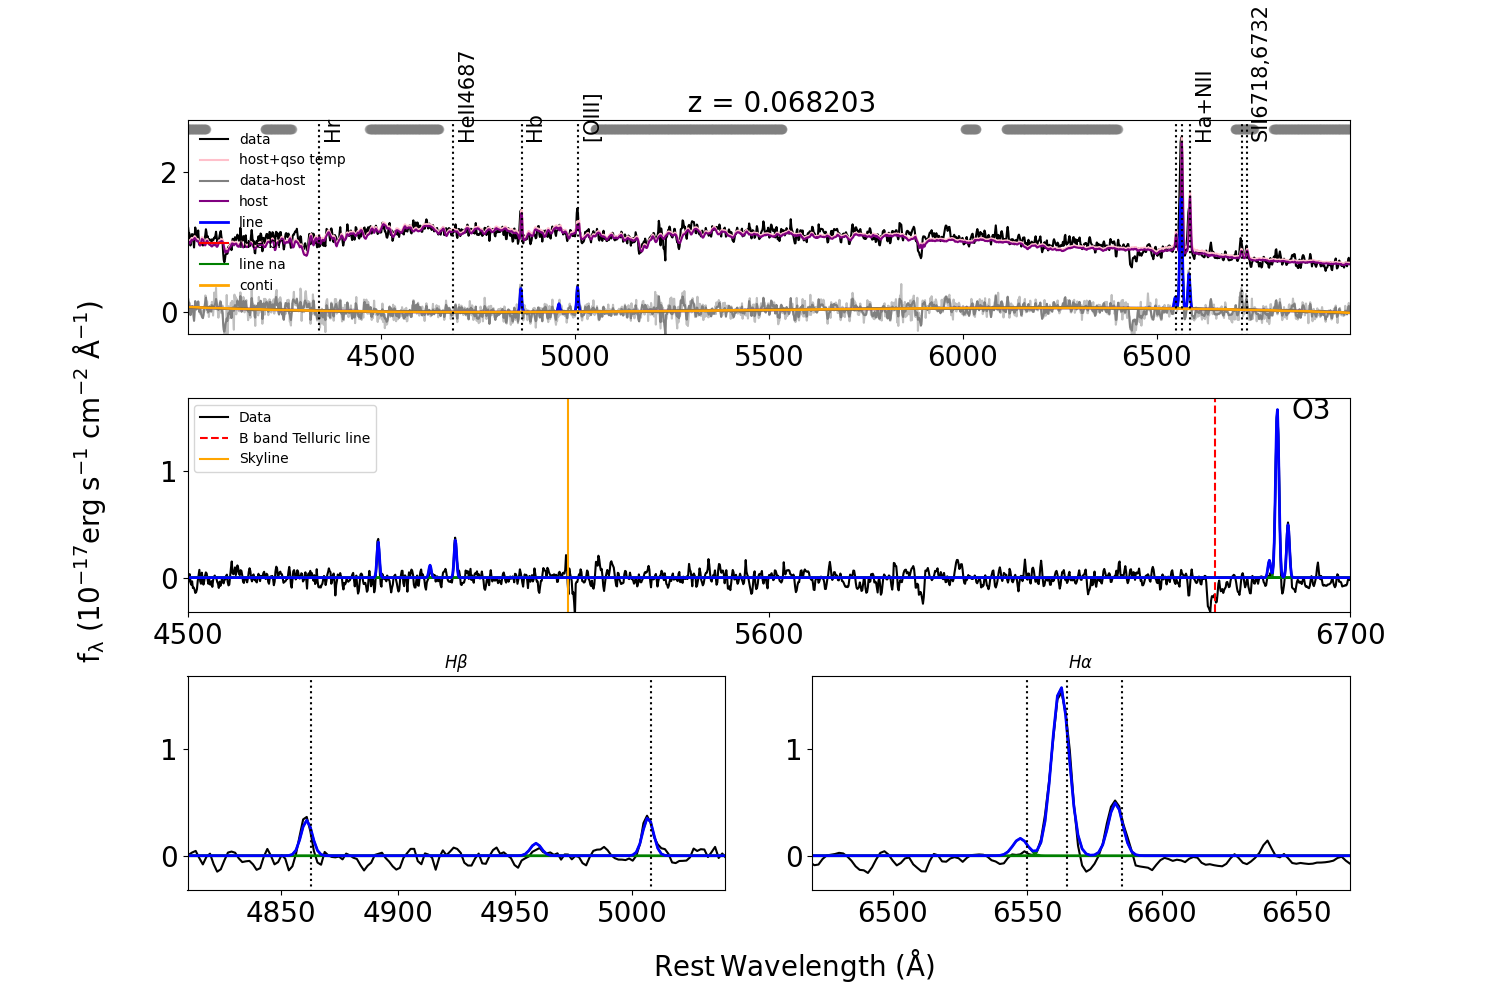 z = 0.068203
Hr
HeII4687
Hb
[OIII]
Ha+NII
SII6718,6732
data
host+qso temp
data-host
host
line
line na
conti
2
0
4500 5000 5500 6000 6500
fλ (10⁻¹⁷erg s⁻¹ cm⁻² Å⁻¹)
Data
B band Telluric line
Skyline
O3
1
0
4500 5600 6700
Hβ
1
0
4850 4900 4950 5000
Hα
1
0
6500 6550 6600 6650
Rest Wavelength (Å)